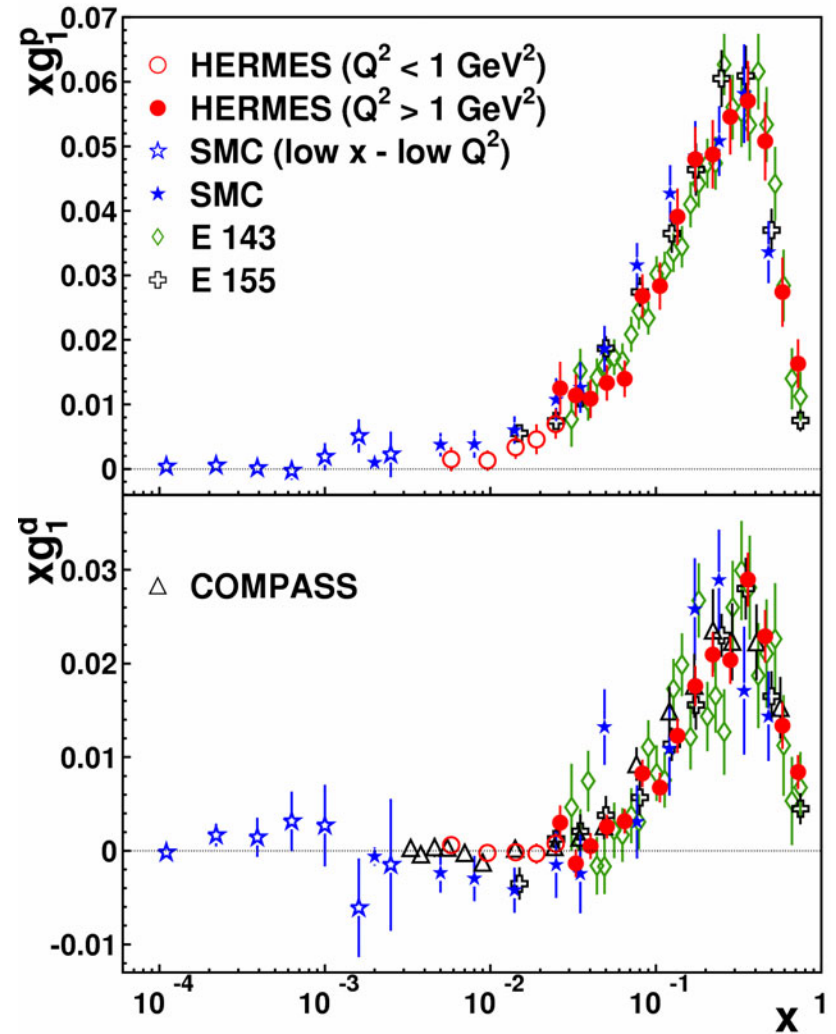 xg₁ᵖ
0.07
0.06
0.05
0.04
0.03
0.02
0.01
0
HERMES (Q² < 1 GeV²)
HERMES (Q² > 1 GeV²)
SMC (low x - low Q²)
SMC
E 143
E 155
xg₁ᵈ
0.03
0.02
0.01
0
-0.01
COMPASS
10⁻⁴ 10⁻³ 10⁻² 10⁻¹ 1
x